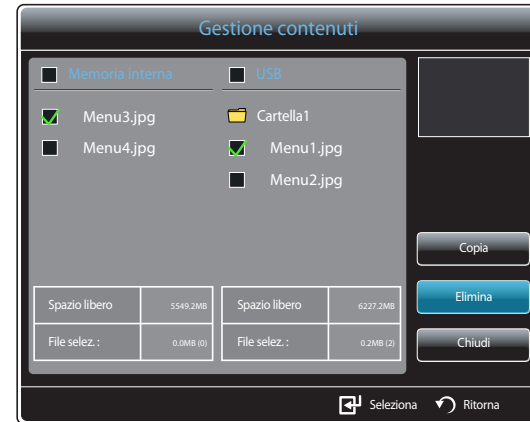 Gestione contenuti
Memoria interna
USB
Menu3.jpg
Cartella1
Menu4.jpg
Menu1.jpg
Menu2.jpg
Copia
Spazio libero 5549.2MB
Spazio libero 6227.2MB
Elimina
File selez. : 0.0MB (0)
File selez. : 0.2MB (2)
Chiudi
Seleziona Ritorna